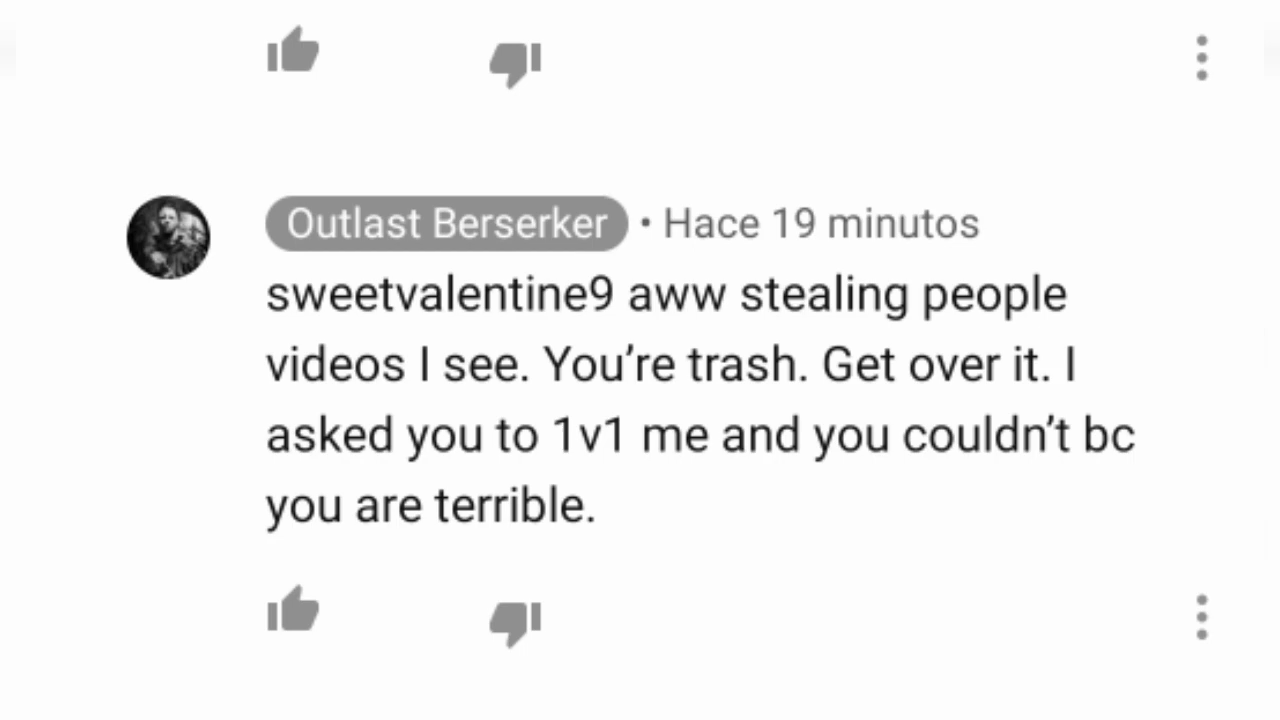 Outlast Berserker • Hace 19 minutos
sweetvalentine9 aww stealing people
videos I see. You’re trash. Get over it. I
asked you to 1v1 me and you couldn’t bc
you are terrible.